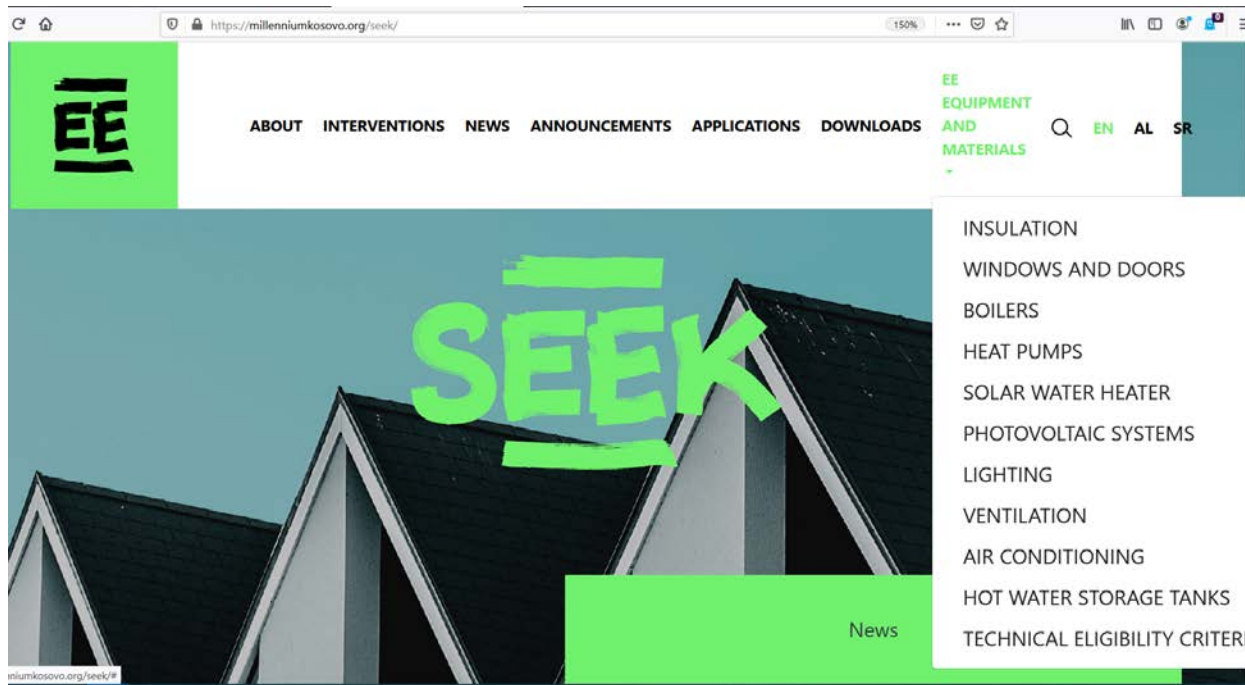 https://millenniumkosovo.org/seek/
150%
EE
ABOUT INTERVENTIONS NEWS ANNOUNCEMENTS APPLICATIONS DOWNLOADS
EE
EQUIPMENT
AND
MATERIALS
EN AL SR
INSULATION
WINDOWS AND DOORS
BOILERS
HEAT PUMPS
SOLAR WATER HEATER
PHOTOVOLTAIC SYSTEMS
LIGHTING
VENTILATION
AIR CONDITIONING
HOT WATER STORAGE TANKS
TECHNICAL ELIGIBILITY CRITERI
SEEK
News
niumkosovo.org/seek/#